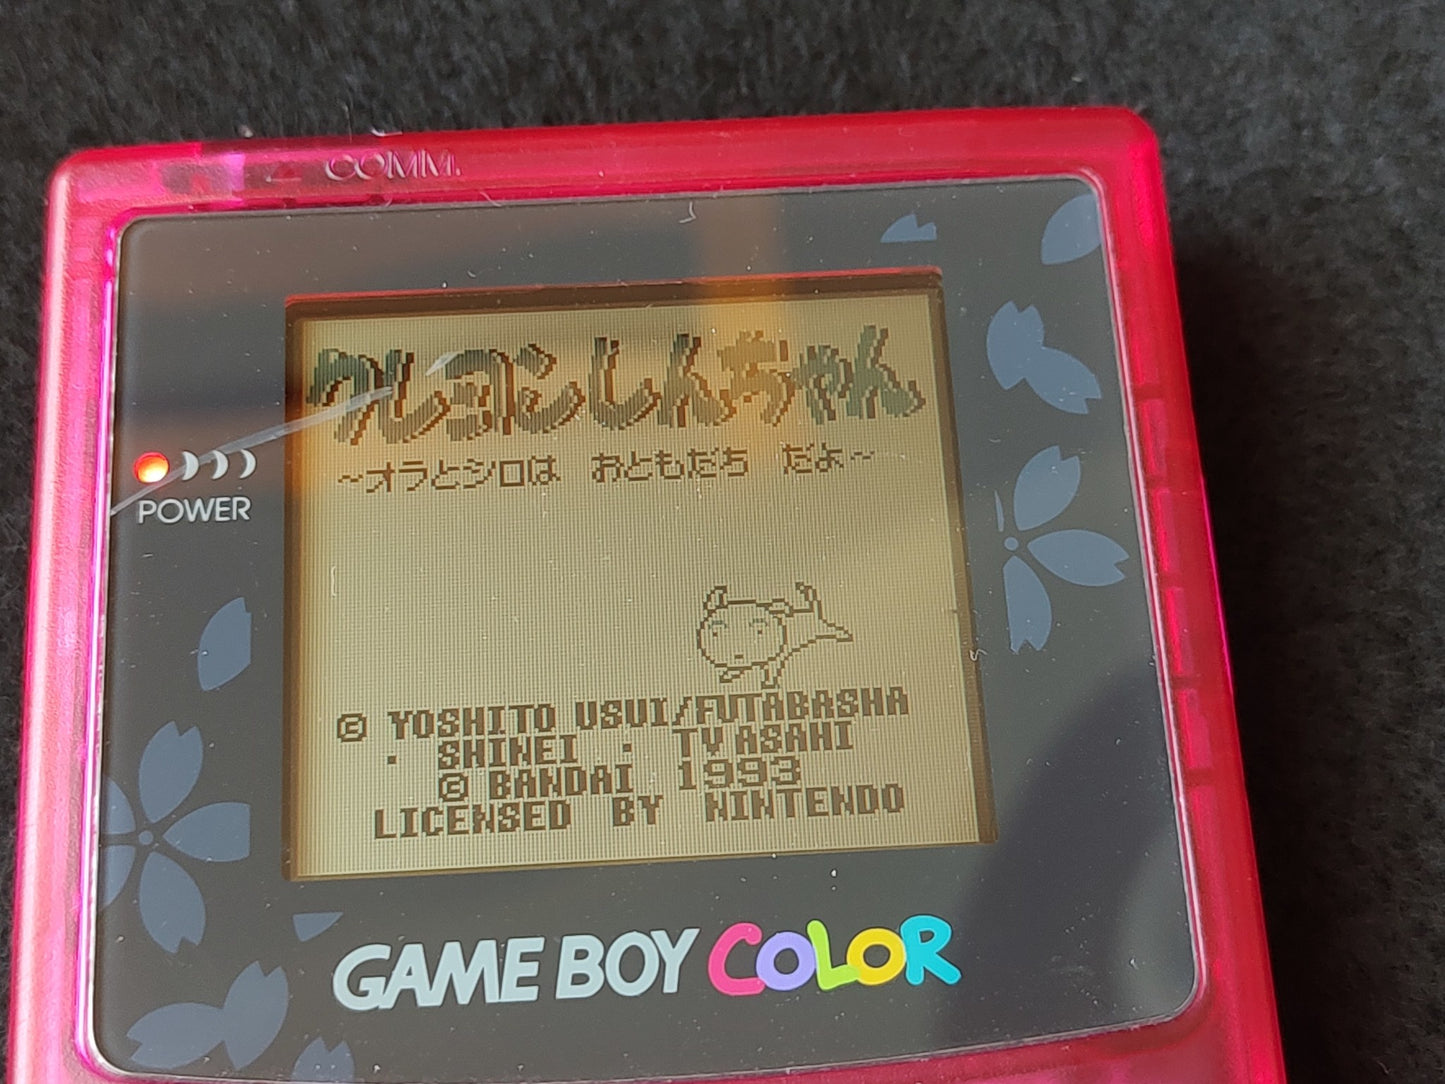 COMM.
クレヨンしんちゃん
~オラとシロは おともだち だよ~
POWER
© YOSHITO USUI/FUTABASHA
. SHINEI . TV ASAHI
© BANDAI 1993
LICENSED BY NINTENDO
GAME BOY COLOR